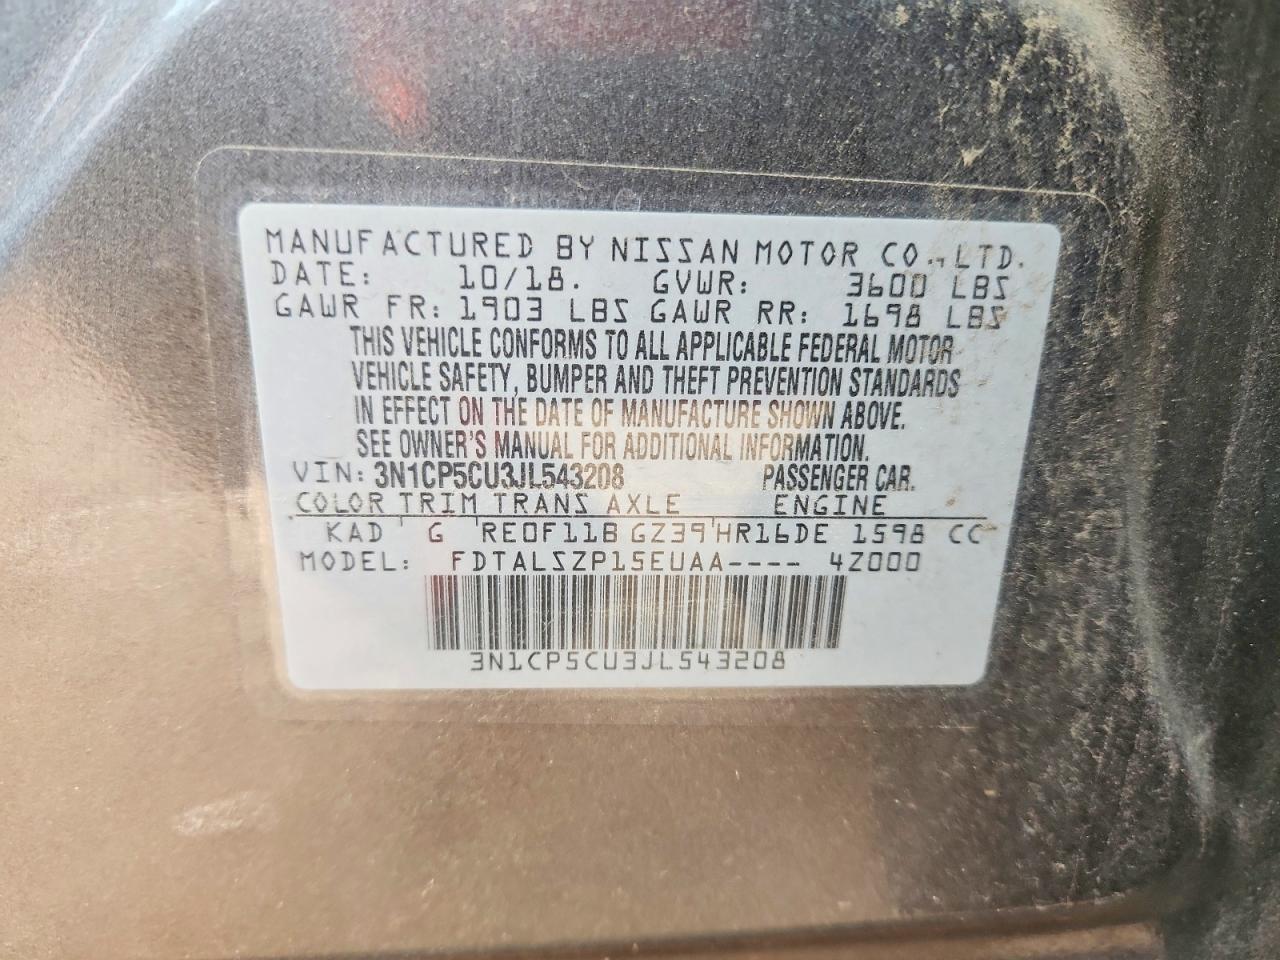 MANUFACTURED BY NISSAN MOTOR CO., LTD.
DATE: 10/18. GVWR: 3600 LBS
GAWR FR: 1903 LBS GAWR RR: 1698 LBS
THIS VEHICLE CONFORMS TO ALL APPLICABLE FEDERAL MOTOR
VEHICLE SAFETY, BUMPER AND THEFT PREVENTION STANDARDS
IN EFFECT ON THE DATE OF MANUFACTURE SHOWN ABOVE.
SEE OWNER'S MANUAL FOR ADDITIONAL INFORMATION.
VIN: 3N1CP5CU3JL543208 PASSENGER CAR.
COLOR TRIM TRANS AXLE ENGINE
KAD G RE0F11B GZ39 HR16DE 1598 CC
MODEL: FDTALSZP15EUAA---- 4Z000
3N1CP5CU3JL543208